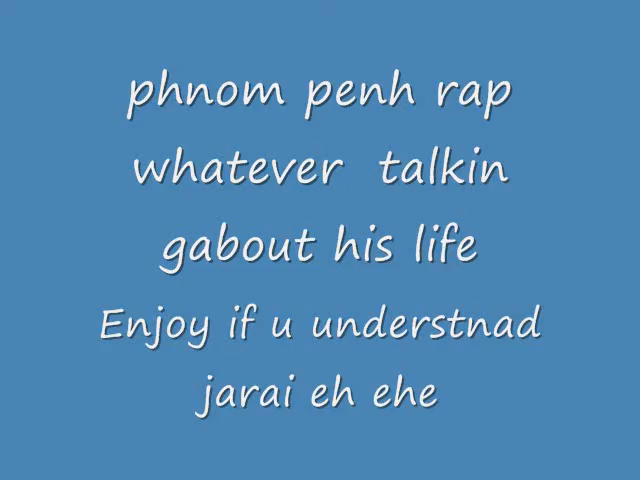 phnom penh rap
whatever  talkin
gabout his life
Enjoy if u understnad
jarai eh ehe